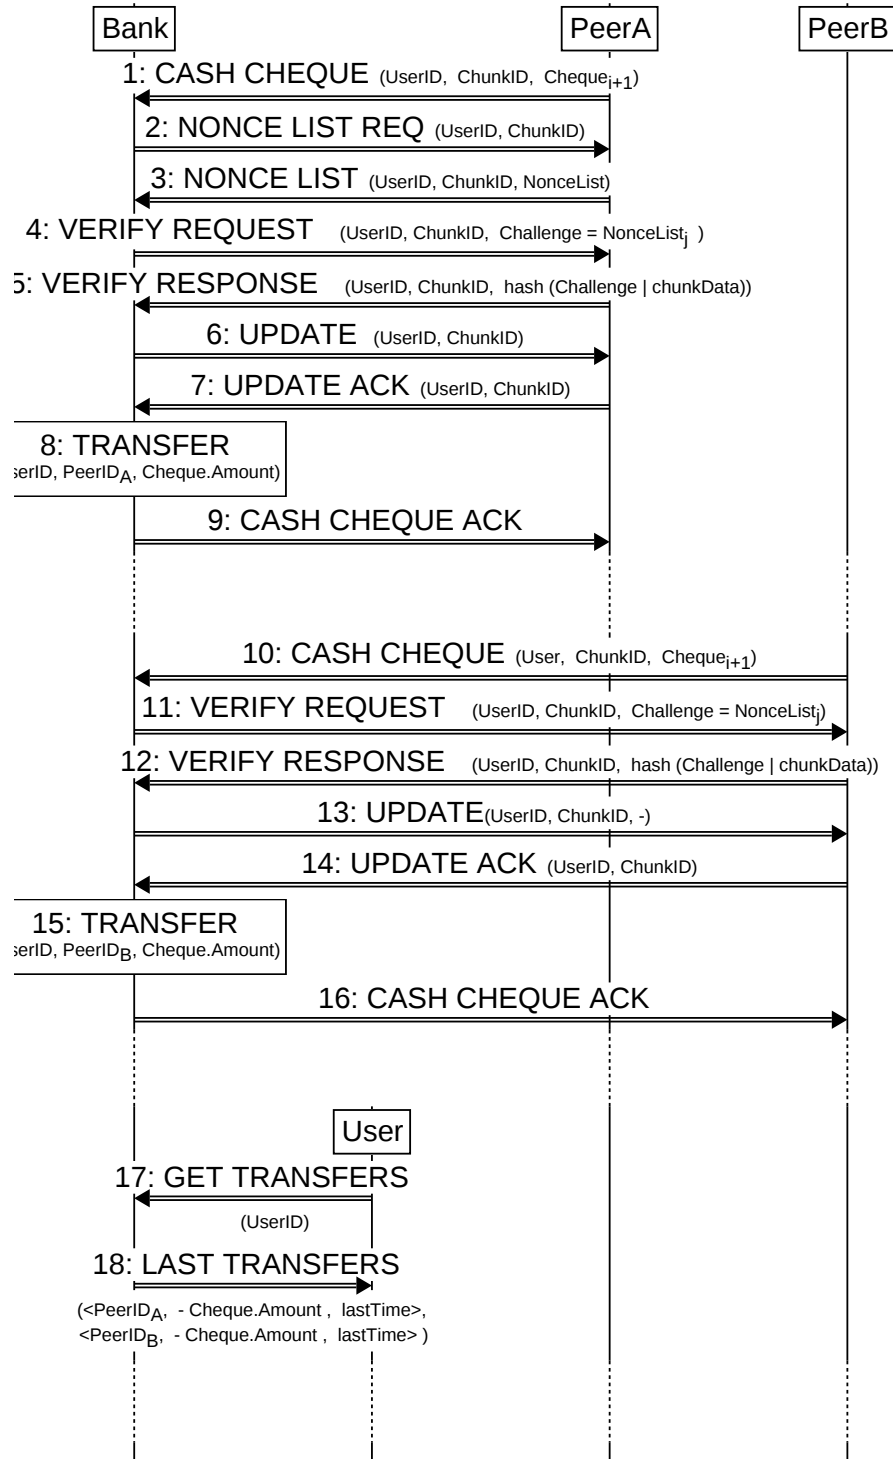 Bank PeerA PeerB
1: CASH CHEQUE (UserID, ChunkID, Cheque_i+1)
2: NONCE LIST REQ (UserID, ChunkID)
3: NONCE LIST (UserID, ChunkID, NonceList)
4: VERIFY REQUEST (UserID, ChunkID, Challenge = NonceList_j )
5: VERIFY RESPONSE (UserID, ChunkID, hash (Challenge | chunkData))
6: UPDATE (UserID, ChunkID)
7: UPDATE ACK (UserID, ChunkID)
8: TRANSFER
serID, PeerID_A, Cheque.Amount)
9: CASH CHEQUE ACK
10: CASH CHEQUE (User, ChunkID, Cheque_i+1)
11: VERIFY REQUEST (UserID, ChunkID, Challenge = NonceList_j)
12: VERIFY RESPONSE (UserID, ChunkID, hash (Challenge | chunkData))
13: UPDATE(UserID, ChunkID, -)
14: UPDATE ACK (UserID, ChunkID)
15: TRANSFER
serID, PeerID_B, Cheque.Amount)
16: CASH CHEQUE ACK
User
17: GET TRANSFERS
(UserID)
18: LAST TRANSFERS
(<PeerID_A, - Cheque.Amount , lastTime>,
<PeerID_B, - Cheque.Amount , lastTime> )